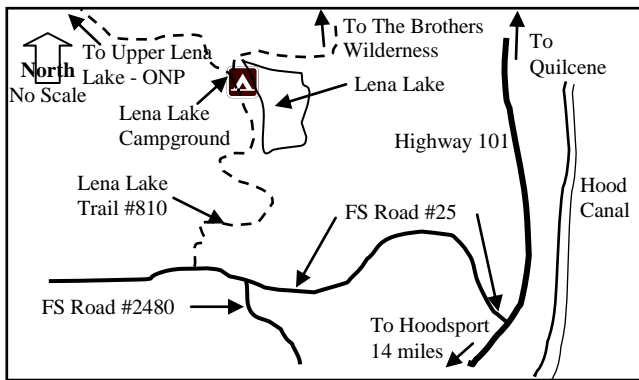 To Upper Lena
Lake - ONP
North
No Scale
To The Brothers
Wilderness
To
Quilcene
Lena Lake
Campground
Lena Lake
Highway 101
Lena Lake
Trail #810
FS Road #25
Hood
Canal
FS Road #2480
To Hoodsport
14 miles